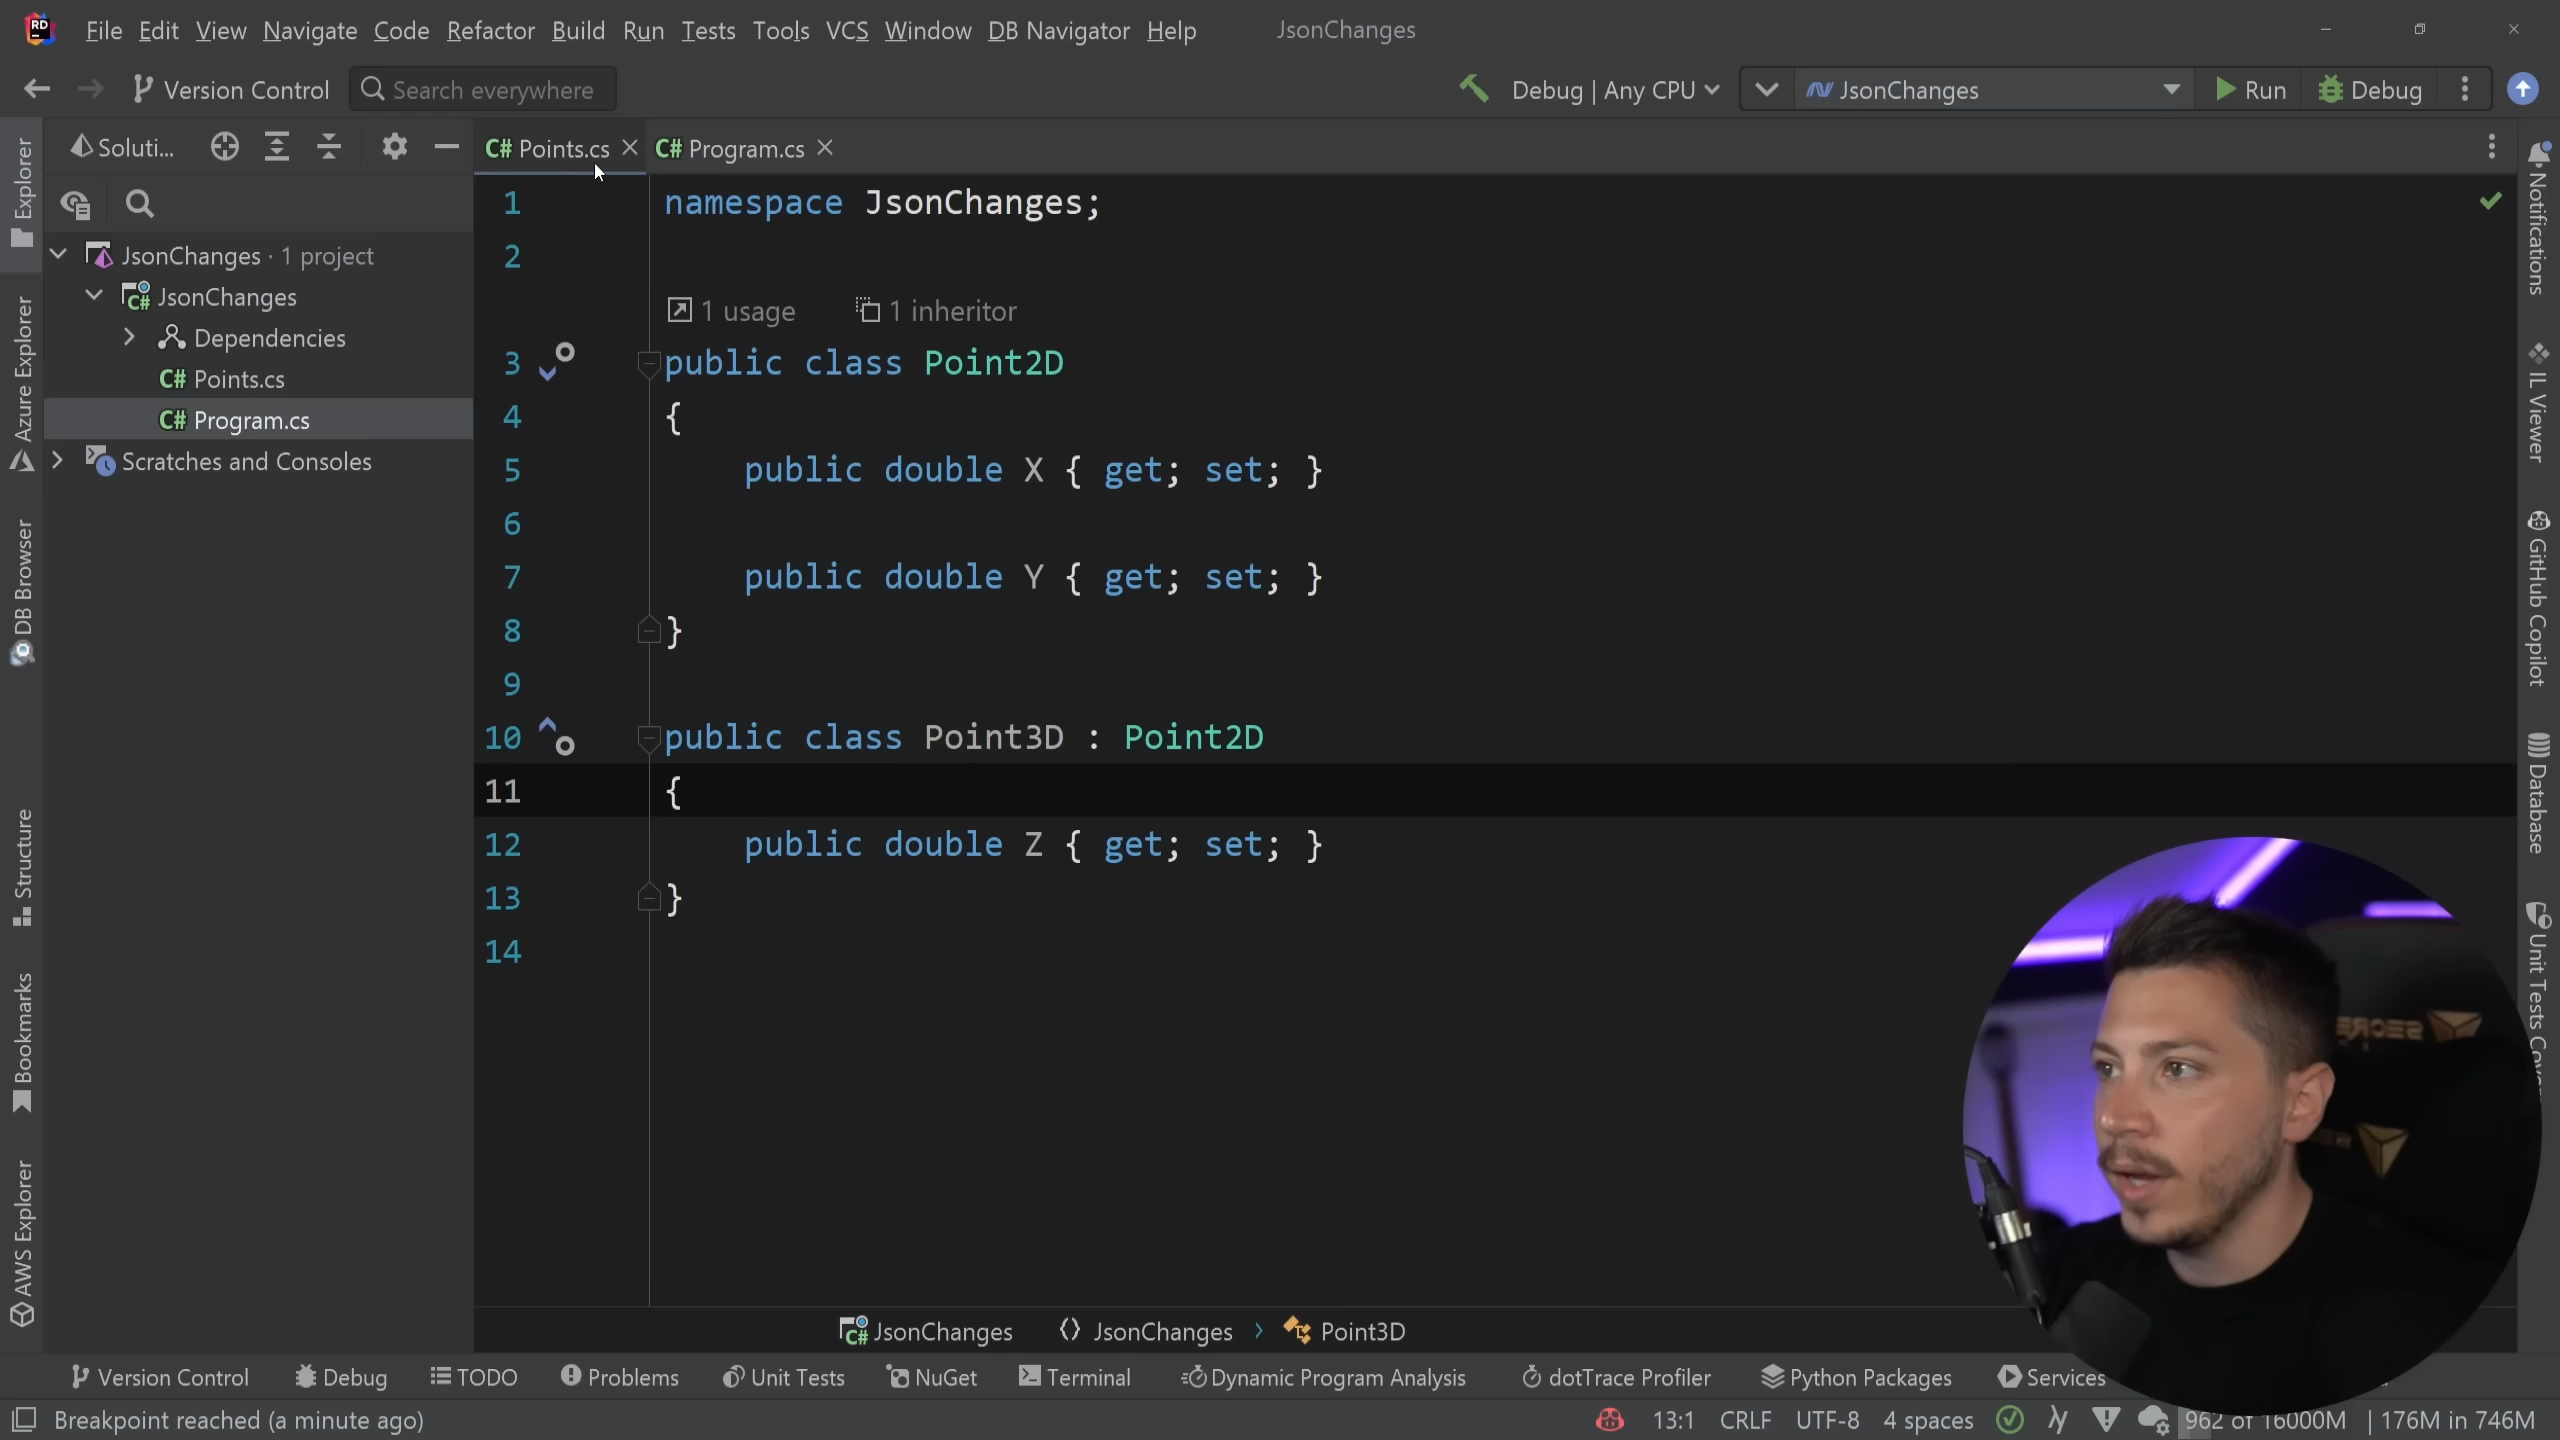 RD File Edit View Navigate Code Refactor Build Run Tests Tools VCS Window DB Navigator Help JsonChanges
Version Control Search everywhere Debug | Any CPU JsonChanges Run Debug
Soluti... C# Points.cs C# Program.cs
Explorer
Azure Explorer
DB Browser
Structure
Bookmarks
AWS Explorer
JsonChanges · 1 project
C# JsonChanges
Dependencies
C# Points.cs
C# Program.cs
Scratches and Consoles
1 namespace JsonChanges;
2
1 usage 1 inheritor
3 public class Point2D
4 {
5 public double X { get; set; }
6
7 public double Y { get; set; }
8 }
9
10 public class Point3D : Point2D
11 {
12 public double Z { get; set; }
13 }
14
Notifications
IL Viewer
GitHub Copilot
Database
Unit Tests
C# JsonChanges JsonChanges › Point3D
Version Control Debug TODO Problems Unit Tests NuGet Terminal Dynamic Program Analysis dotTrace Profiler Python Packages Services
Breakpoint reached (a minute ago) 13:1 CRLF UTF-8 4 spaces 962 of 16000M | 176M in 746M